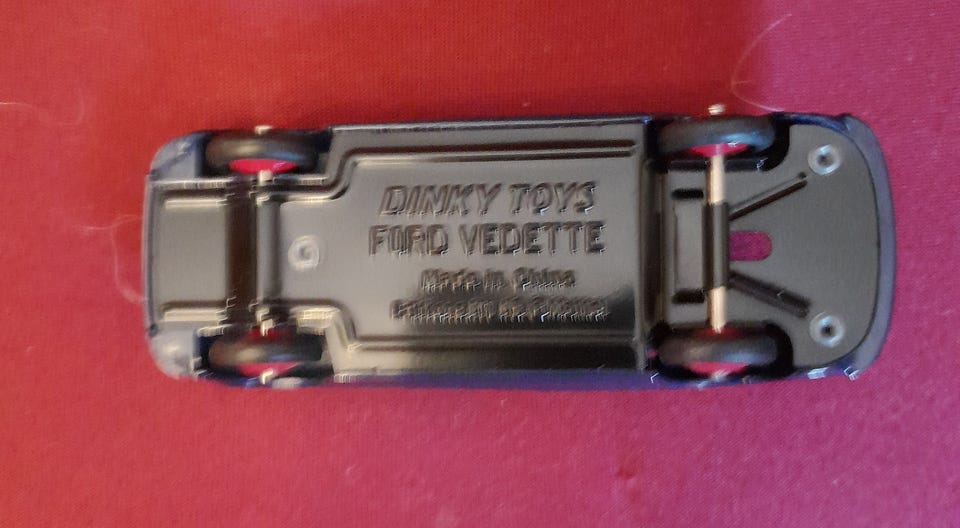 DINKY TOYS
FORD VEDETTE
Made in China